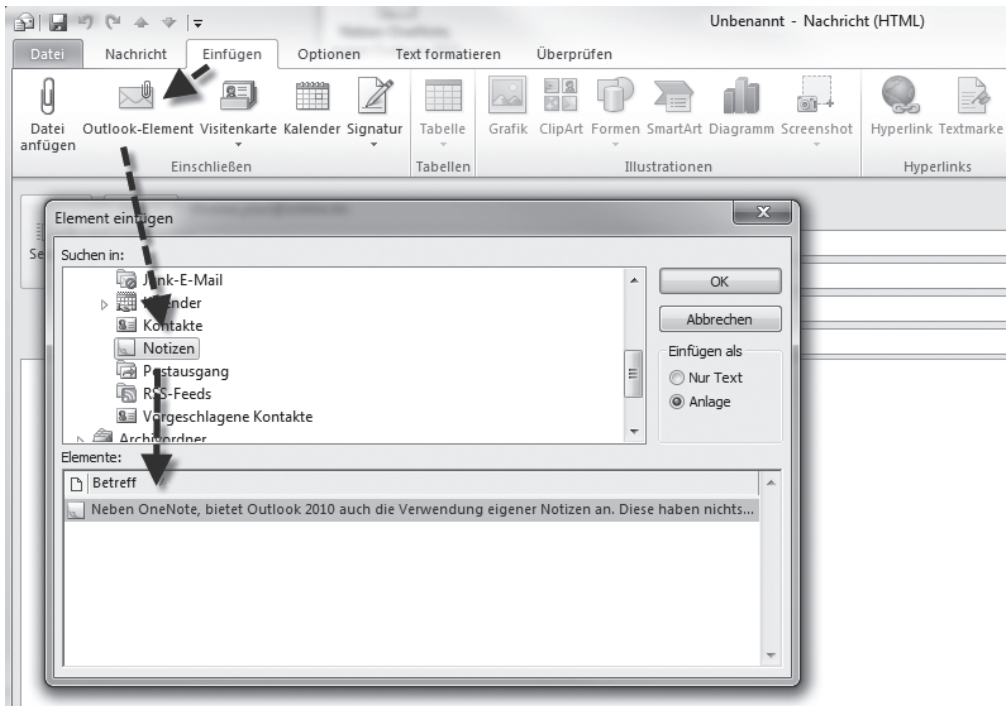 Unbenannt - Nachricht (HTML)
Datei Nachricht Einfügen Optionen Text formatieren Überprüfen
Datei anfügen Outlook-Element Visitenkarte Kalender Signatur Tabelle Grafik ClipArt Formen SmartArt Diagramm Screenshot Hyperlink Textmarke
Einschließen Tabellen Illustrationen Hyperlinks
Element einfügen
Se
Suchen in:
Junk-E-Mail
OK
Kalender
Kontakte
Abbrechen
Notizen
Einfügen als
Postausgang
Nur Text
RSS-Feeds
Anlage
Vorgeschlagene Kontakte
Archivordner
Elemente:
Betreff
Neben OneNote, bietet Outlook 2010 auch die Verwendung eigener Notizen an. Diese haben nichts...